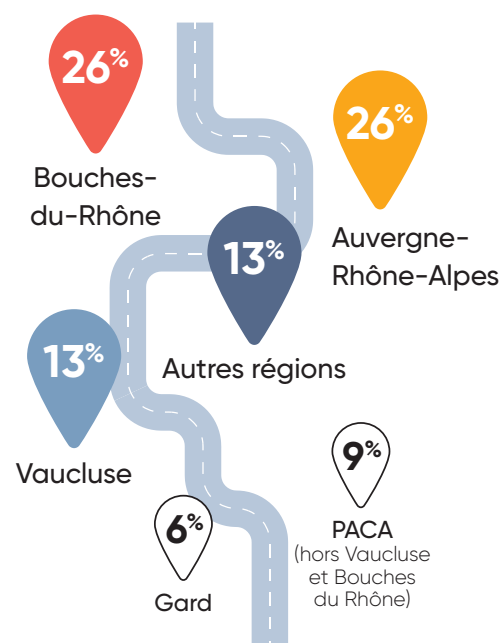 26%
Bouches-
du-Rhône
26%
Auvergne-
Rhône-Alpes
13%
Autres régions
13%
Vaucluse
9%
PACA
(hors Vaucluse
et Bouches
du Rhône)
6%
Gard